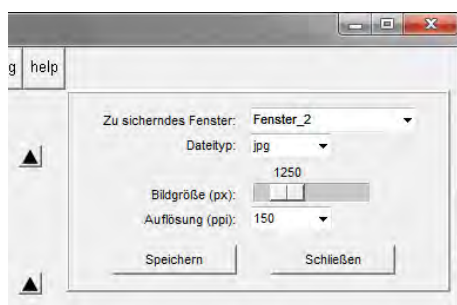 g help
Zu sicherndes Fenster: Fenster_2
Dateityp: jpg
1250
Bildgröße (px):
Auflösung (ppi): 150
Speichern Schließen